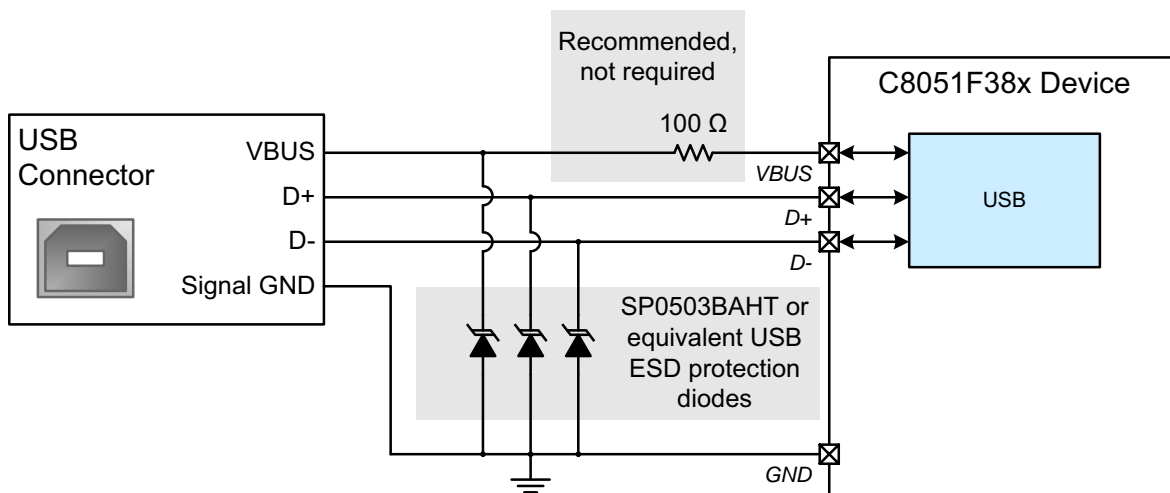 Recommended,
not required
100 Ω
C8051F38x Device
USB
Connector
VBUS
D+
D-
Signal GND
VBUS
D+
D-
USB
SP0503BAHT or
equivalent USB
ESD protection
diodes
GND